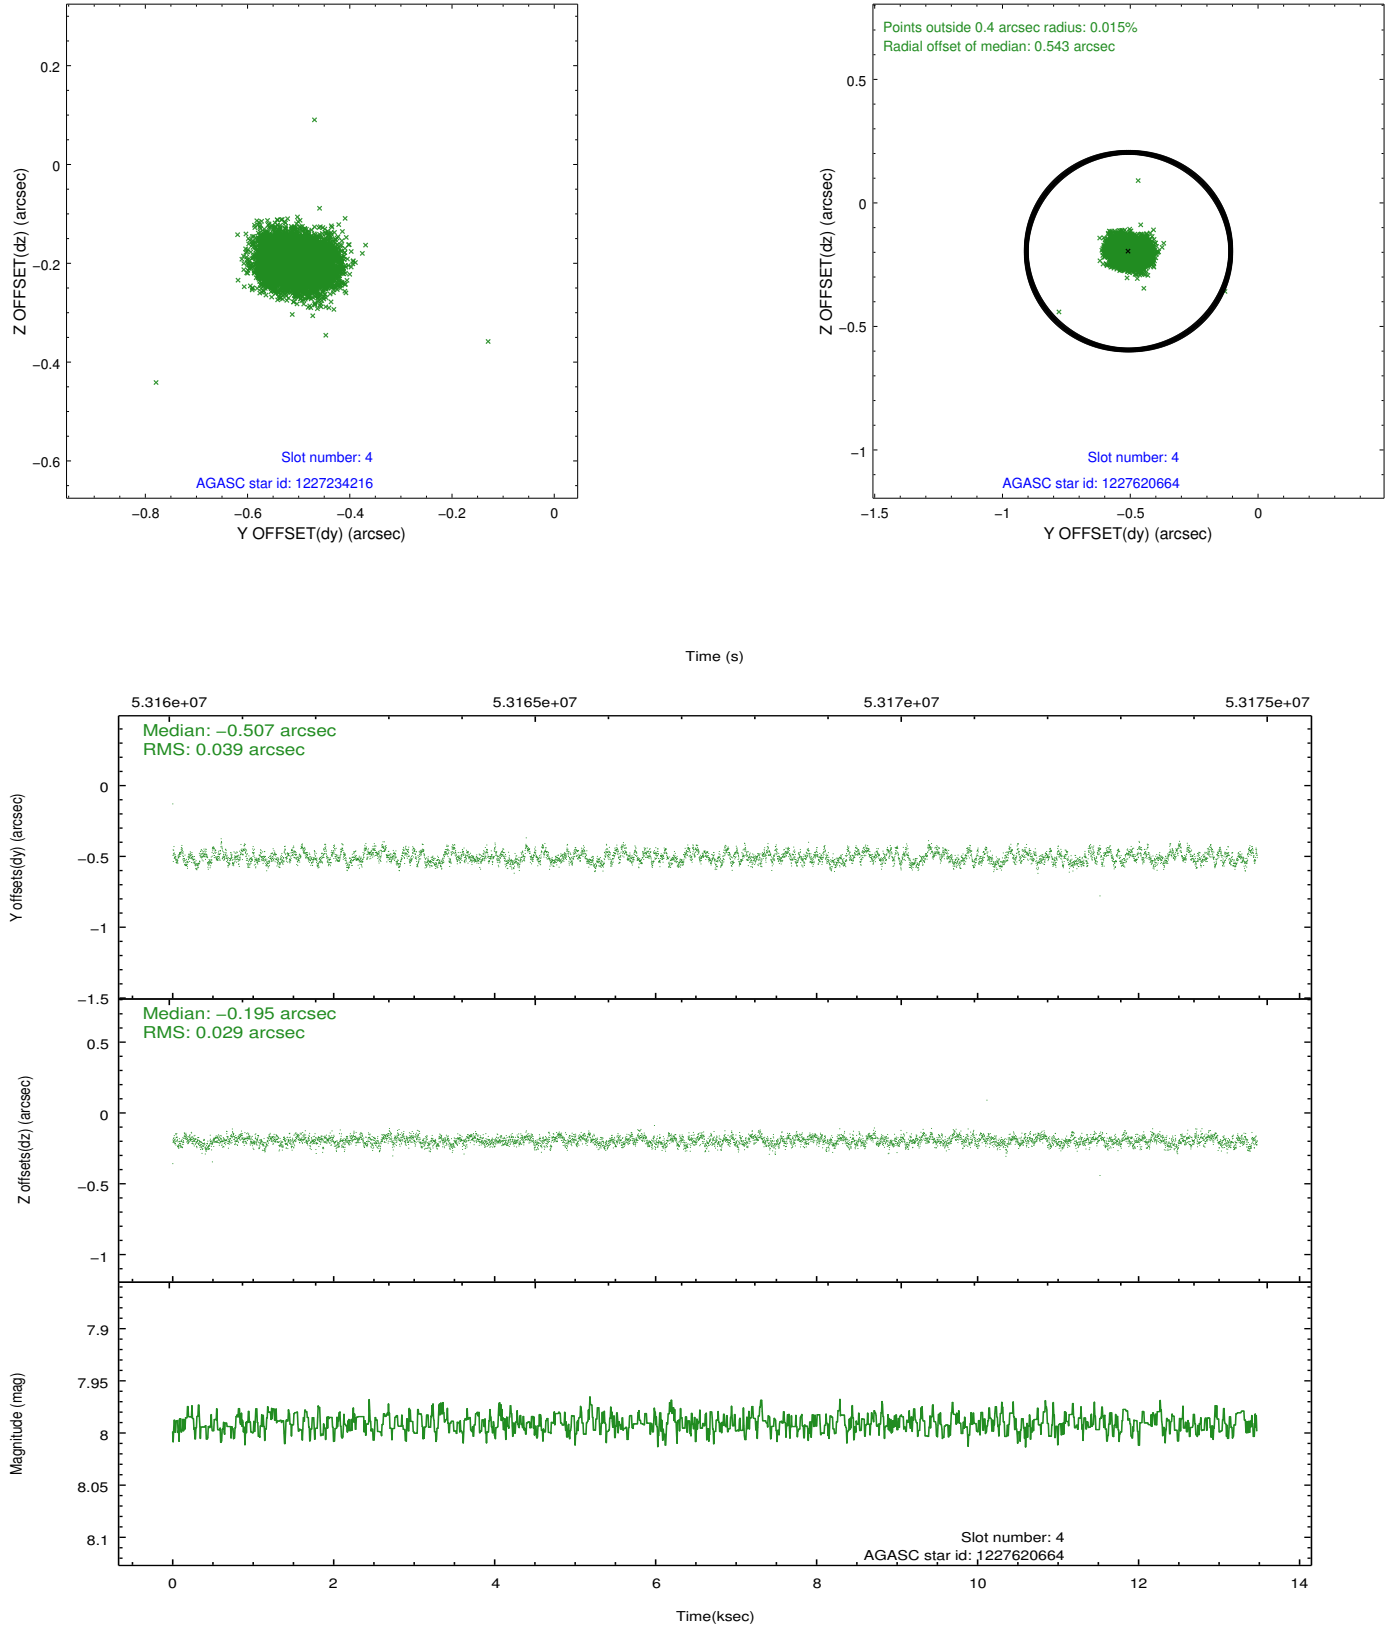 0.2
0
−0.2
−0.4
−0.6
Z OFFSET(dz) (arcsec)
Slot number: 4
AGASC star id: 1227234216
−0.8
−0.6
−0.4
−0.2
0
Y OFFSET(dy) (arcsec)
Points outside 0.4 arcsec radius: 0.015%
Radial offset of median: 0.543 arcsec
0.5
0
−0.5
−1
Z OFFSET(dz) (arcsec)
Slot number: 4
AGASC star id: 1227620664
−1.5
−1
−0.5
0
Y OFFSET(dy) (arcsec)
Time (s)
5.316e+07
5.3165e+07
5.317e+07
5.3175e+07
Median: −0.507 arcsec
RMS: 0.039 arcsec
0
−0.5
−1
−1.5
Y offsets(dy) (arcsec)
Median: −0.195 arcsec
RMS: 0.029 arcsec
0.5
0
−0.5
−1
Z offsets(dz) (arcsec)
7.9
7.95
8
8.05
8.1
Magnitude (mag)
Slot number: 4
AGASC star id: 1227620664
0
2
4
6
8
10
12
14
Time(ksec)